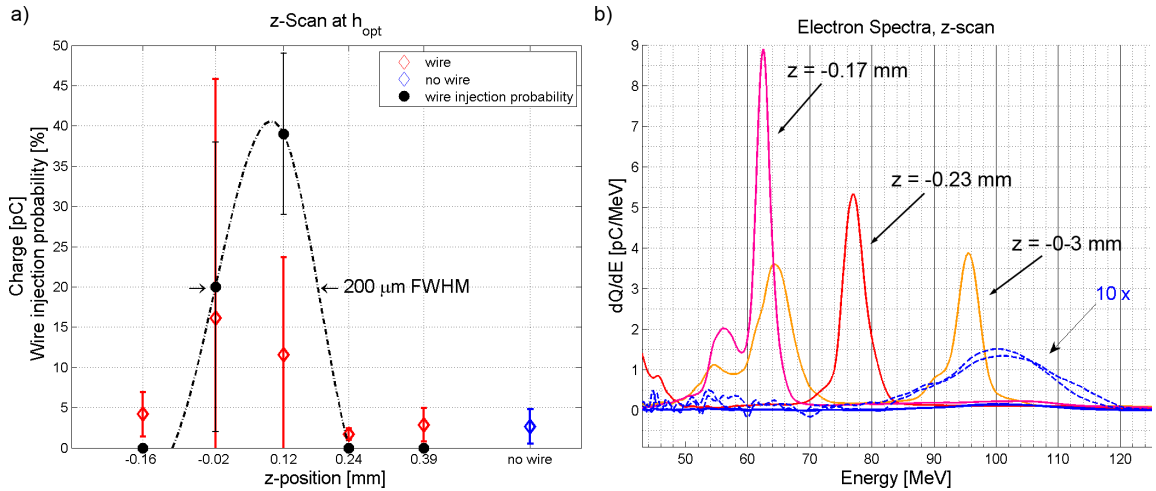 a)
z-Scan at h_opt
Charge [pC]
Wire injection probability [%]
50
45
40
35
30
25
20
15
10
5
0
wire
no wire
wire injection probability
200 μm FWHM
-0.16
-0.02
0.12
0.24
0.39
no wire
z-position [mm]
b)
Electron Spectra, z-scan
dQ/dE [pC/MeV]
9
8
7
6
5
4
3
2
1
0
z = -0.17 mm
z = -0.23 mm
z = -0-3 mm
10 x
50
60
70
80
90
100
110
120
Energy [MeV]